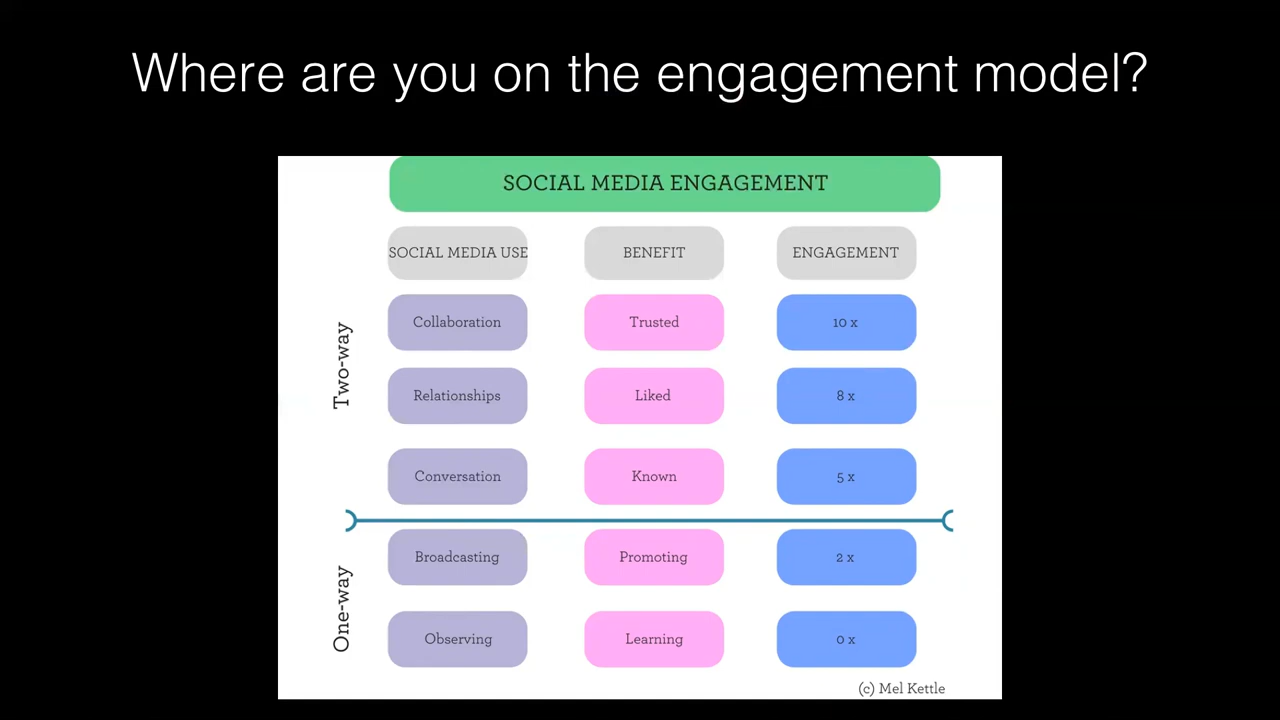 Where are you on the engagement model?
SOCIAL MEDIA ENGAGEMENT
SOCIAL MEDIA USE
BENEFIT
ENGAGEMENT
Two-way
Collaboration
Trusted
10 x
Relationships
Liked
8 x
Conversation
Known
5 x
One-way
Broadcasting
Promoting
2 x
Observing
Learning
0 x
(c) Mel Kettle